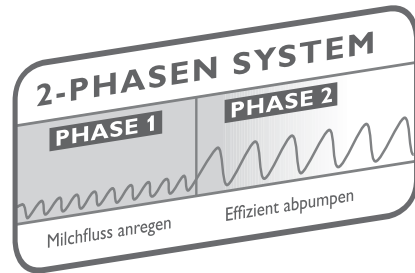 2-PHASEN SYSTEM
PHASE 1
PHASE 2
Milchfluss anregen
Effizient abpumpen